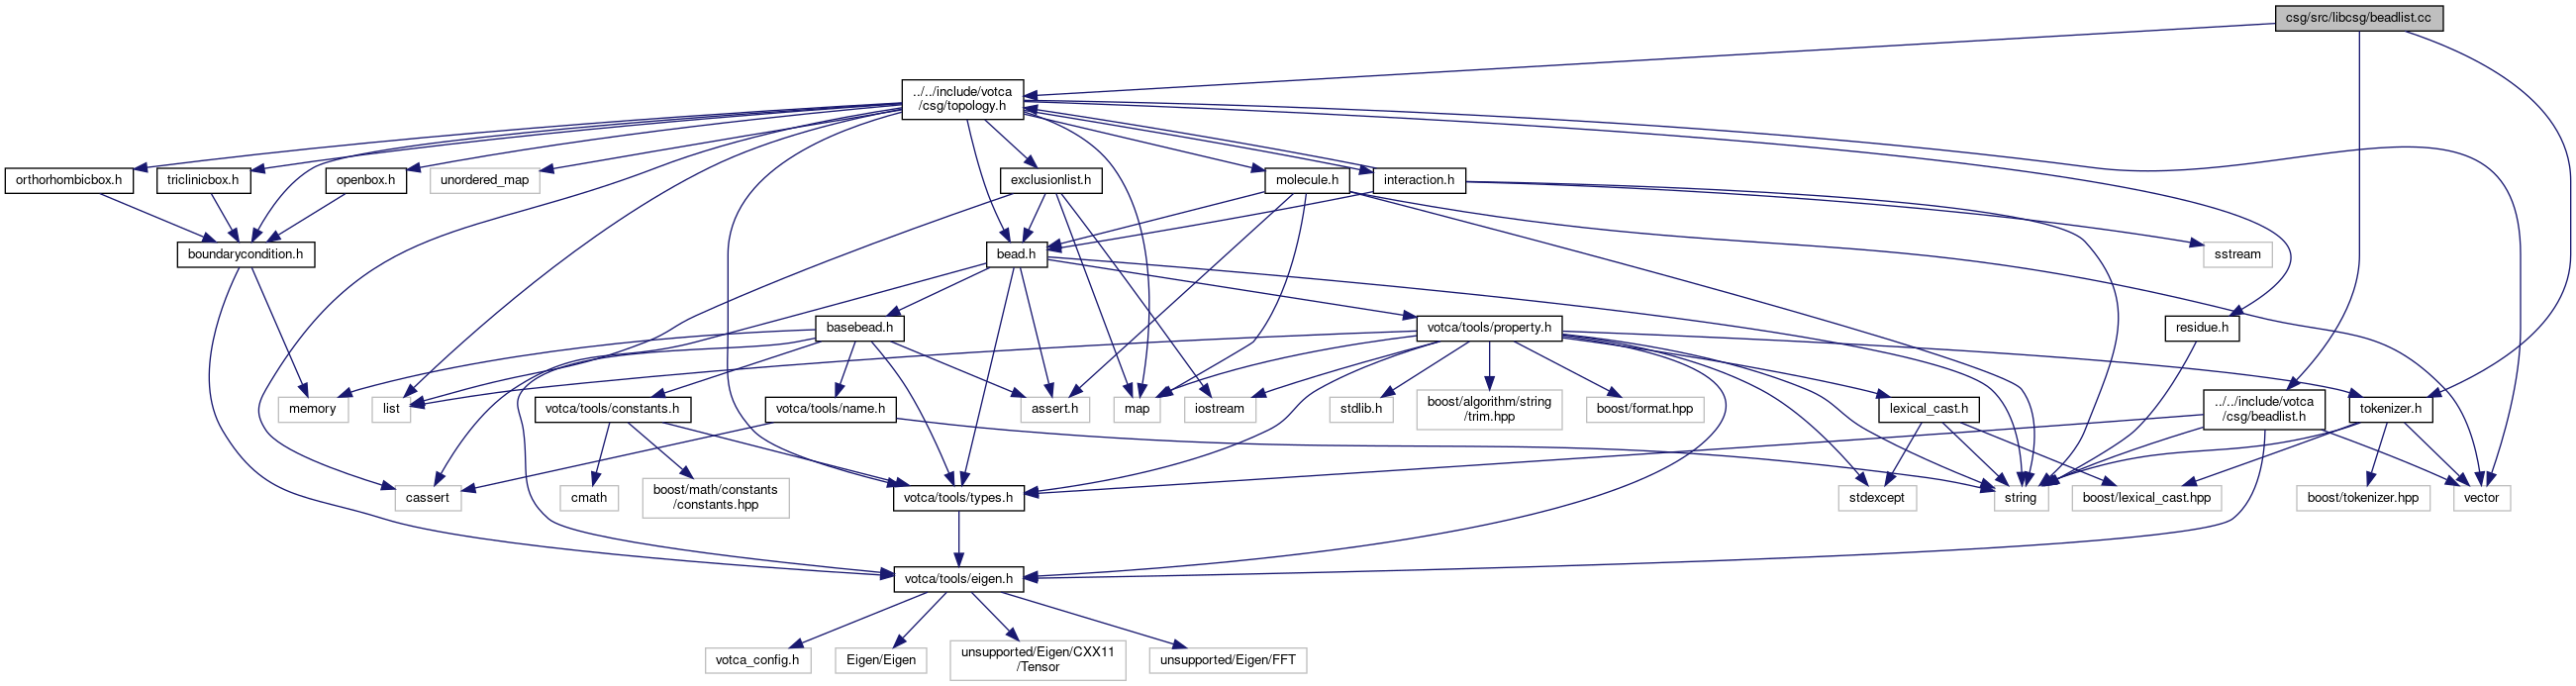 csg/src/libcsg/beadlist.cc
../../include/votca
/csg/topology.h
orthorhombicbox.h
triclinicbox.h
openbox.h
unordered_map
exclusionlist.h
molecule.h
interaction.h
boundarycondition.h
bead.h
sstream
basebead.h
votca/tools/property.h
residue.h
memory
list
votca/tools/constants.h
votca/tools/name.h
assert.h
map
iostream
stdlib.h
boost/algorithm/string
/trim.hpp
boost/format.hpp
lexical_cast.h
../../include/votca
/csg/beadlist.h
tokenizer.h
cassert
cmath
boost/math/constants
/constants.hpp
votca/tools/types.h
stdexcept
string
boost/lexical_cast.hpp
boost/tokenizer.hpp
vector
votca/tools/eigen.h
votca_config.h
Eigen/Eigen
unsupported/Eigen/CXX11
/Tensor
unsupported/Eigen/FFT